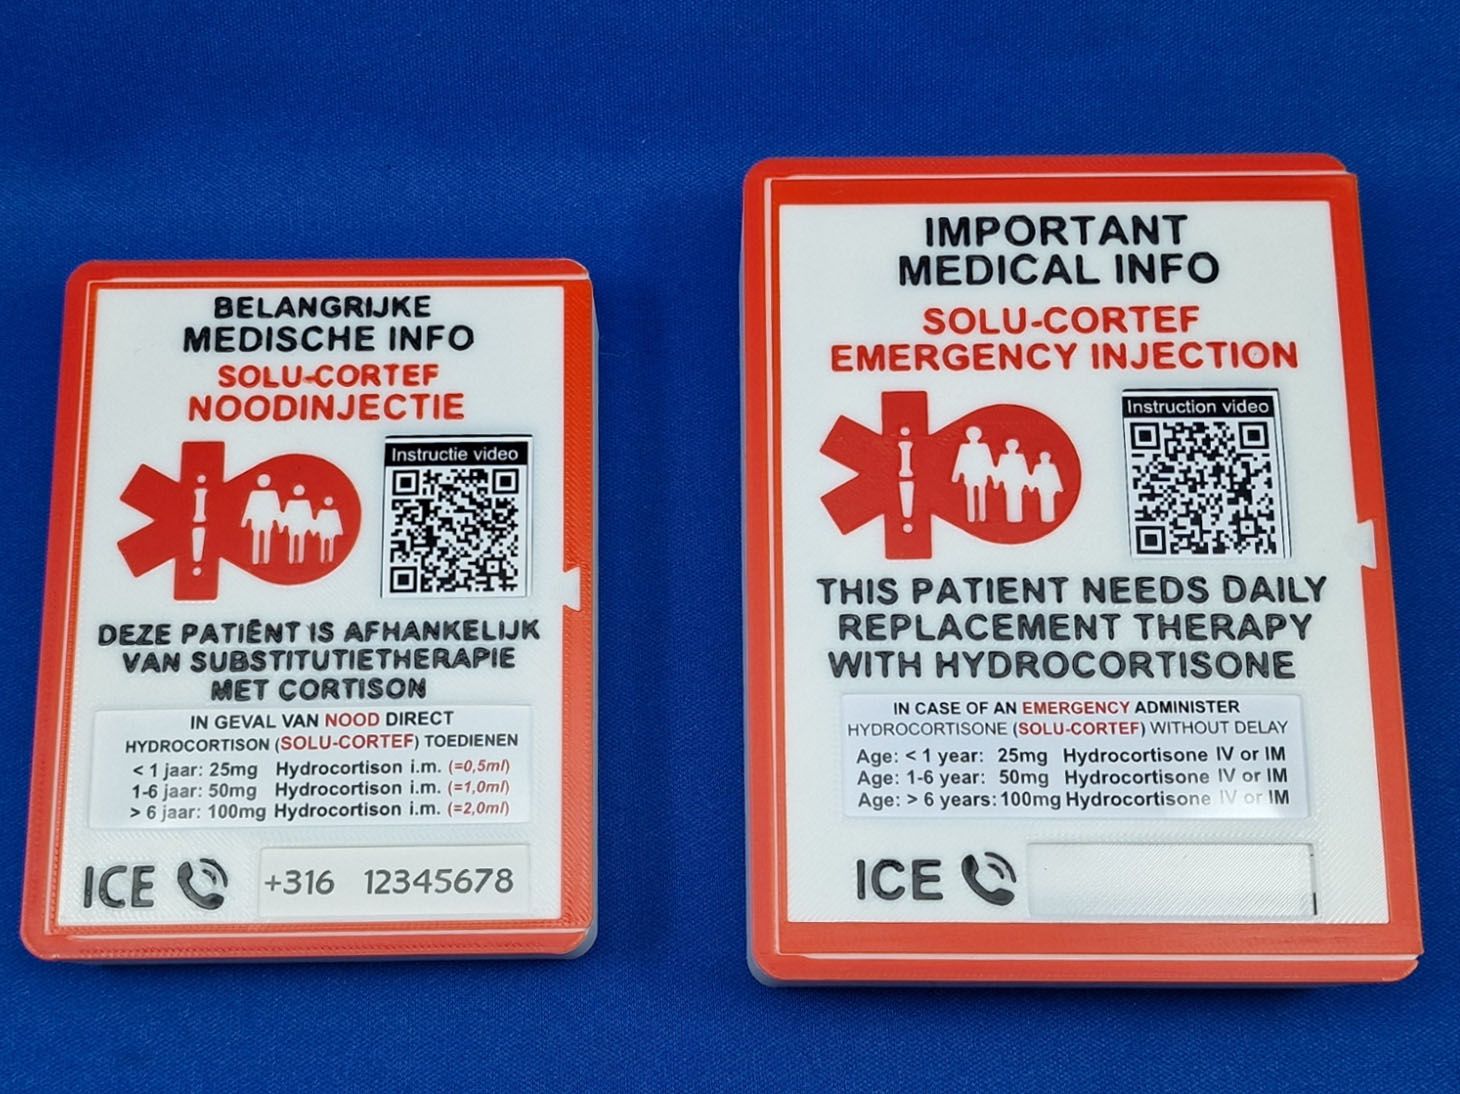 BELANGRIJKE
MEDISCHE INFO
SOLU-CORTEF
NOODINJECTIE
Instructie video
DEZE PATIËNT IS AFHANKELIJK
VAN SUBSTITUTIETHERAPIE
MET CORTISON
IN GEVAL VAN NOOD DIRECT
HYDROCORTISON (SOLU-CORTEF) TOEDIENEN
< 1 jaar: 25mg Hydrocortison i.m. (=0,5ml)
1-6 jaar: 50mg Hydrocortison i.m. (=1,0ml)
> 6 jaar: 100mg Hydrocortison i.m. (=2,0ml)
ICE +316 12345678
IMPORTANT
MEDICAL INFO
SOLU-CORTEF
EMERGENCY INJECTION
Instruction video
THIS PATIENT NEEDS DAILY
REPLACEMENT THERAPY
WITH HYDROCORTISONE
IN CASE OF AN EMERGENCY ADMINISTER
HYDROCORTISONE (SOLU-CORTEF) WITHOUT DELAY
Age: < 1 year: 25mg Hydrocortisone IV or IM
Age: 1-6 year: 50mg Hydrocortisone IV or IM
Age: > 6 years: 100mg Hydrocortisone IV or IM
ICE